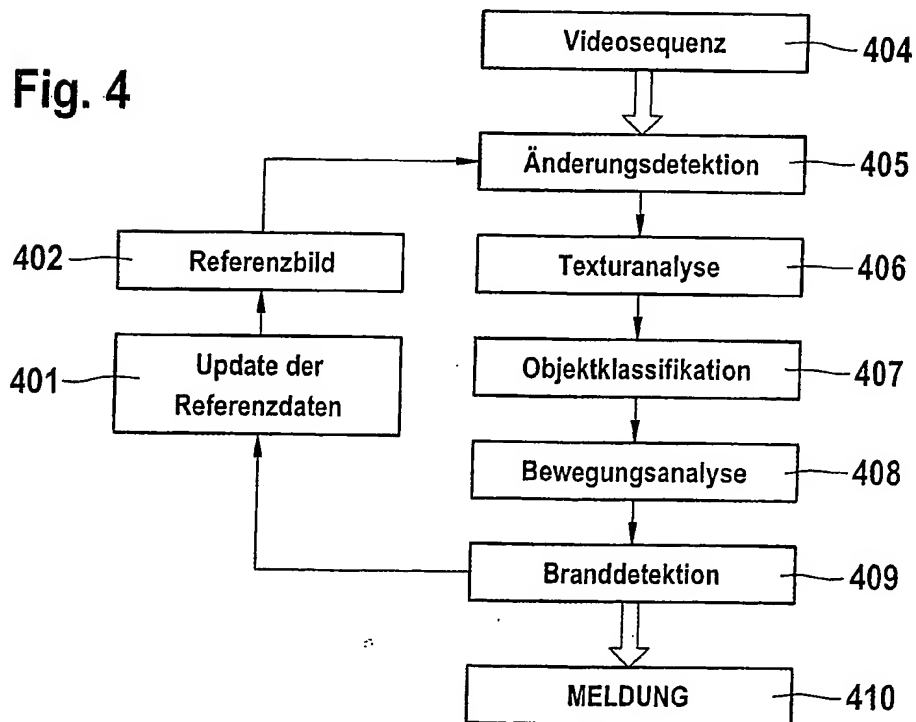 Fig. 4
Videosequenz
404
Änderungsdetektion
405
402
Referenzbild
Texturanalyse
406
401
Update der
Referenzdaten
Objektklassifikation
407
Bewegungsanalyse
408
Branddetektion
409
MELDUNG
410